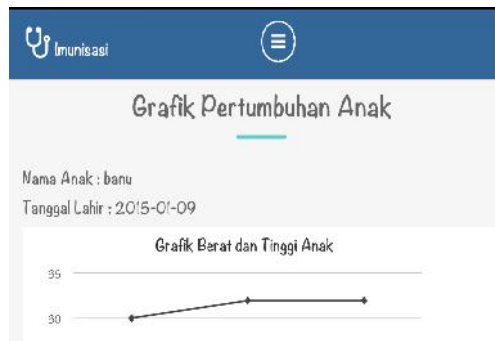 Imunisasi
Grafik Pertumbuhan Anak
Nama Anak : banu
Tanggal Lahir : 2015-01-09
Grafik Berat dan Tinggi Anak
35
30